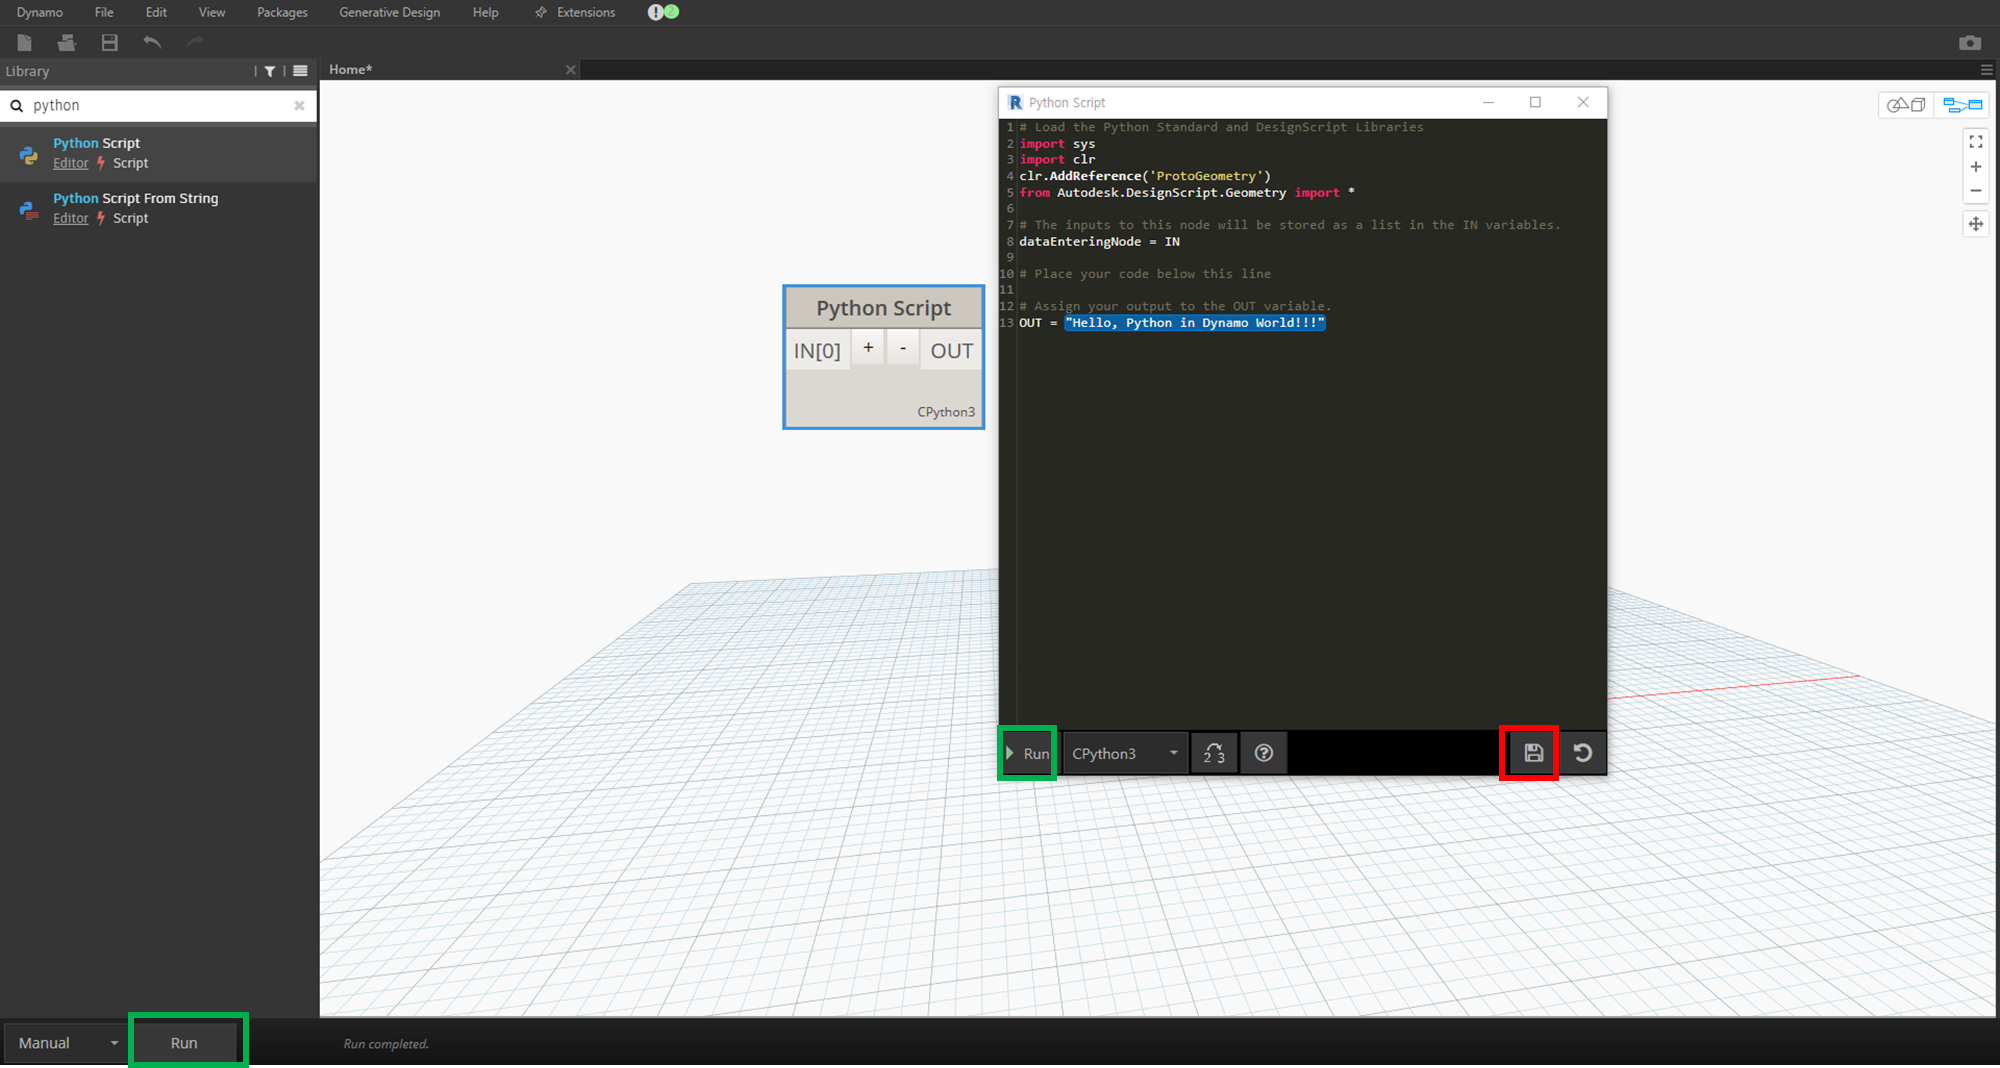 Dynamo File Edit View Packages Generative Design Help Extensions
Library
Home*
python
Python Script
Editor Script
Python Script From String
Editor Script
Python Script
IN[0] + - OUT
CPython3
Python Script
1 # Load the Python Standard and DesignScript Libraries
2 import sys
3 import clr
4 clr.AddReference('ProtoGeometry')
5 from Autodesk.DesignScript.Geometry import *
6
7 # The inputs to this node will be stored as a list in the IN variables.
8 dataEnteringNode = IN
9
10 # Place your code below this line
11
12 # Assign your output to the OUT variable.
13 OUT = "Hello, Python in Dynamo World!!!"
Run CPython3 2 3
Manual Run Run completed.